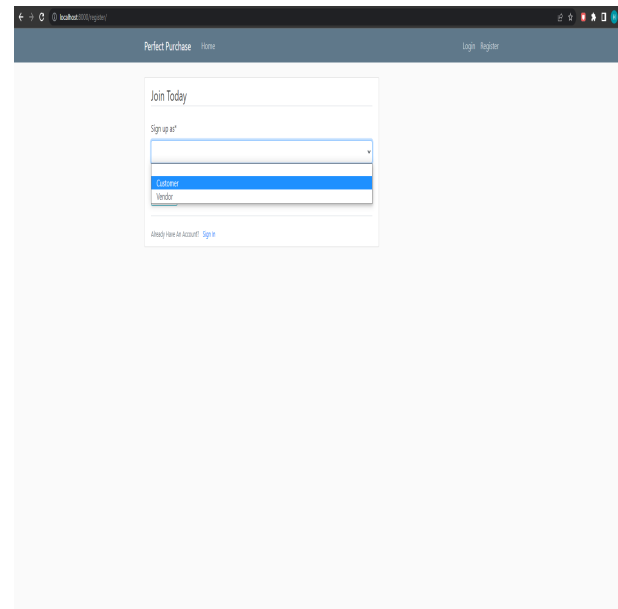 localhost:8000/register/
Perfect Purchase Home Login Register
Join Today
Sign up as*
Customer
Vendor
Already Have An Account? Sign In